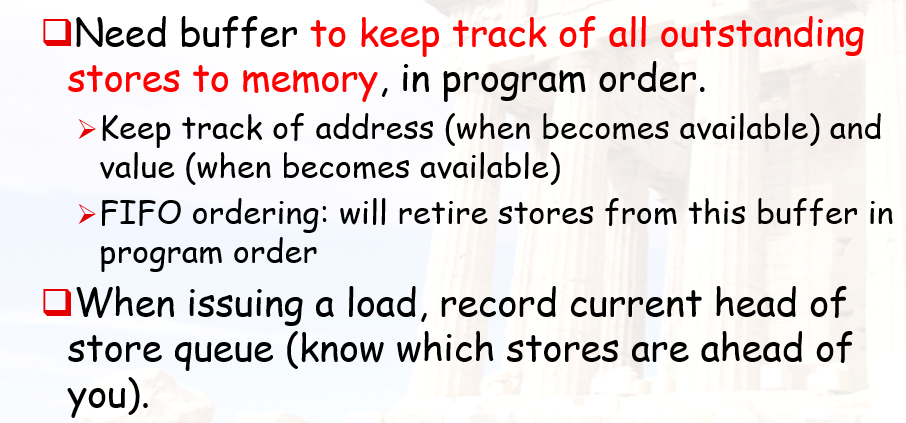 ❑Need buffer to keep track of all outstanding
stores to memory, in program order.
➢Keep track of address (when becomes available) and
value (when becomes available)
➢FIFO ordering: will retire stores from this buffer in
program order
❑When issuing a load, record current head of
store queue (know which stores are ahead of
you).